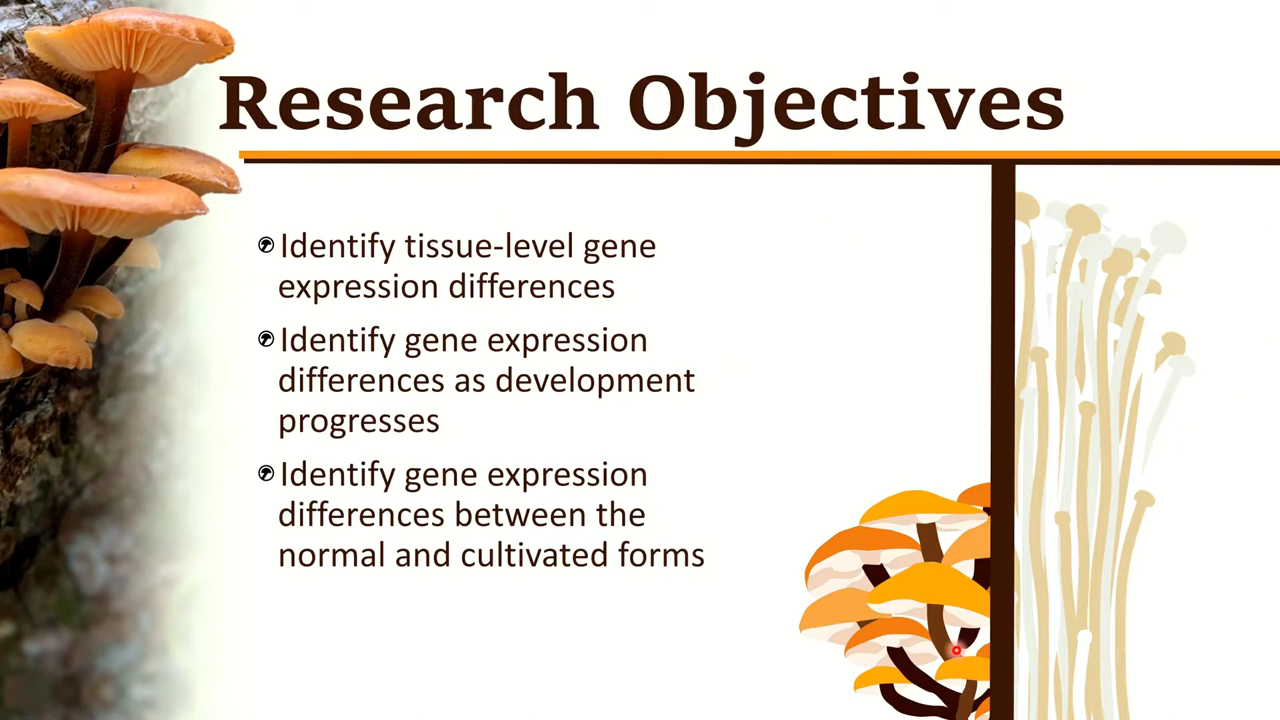 Research Objectives
Identify tissue-level gene
expression differences
Identify gene expression
differences as development
progresses
Identify gene expression
differences between the
normal and cultivated forms